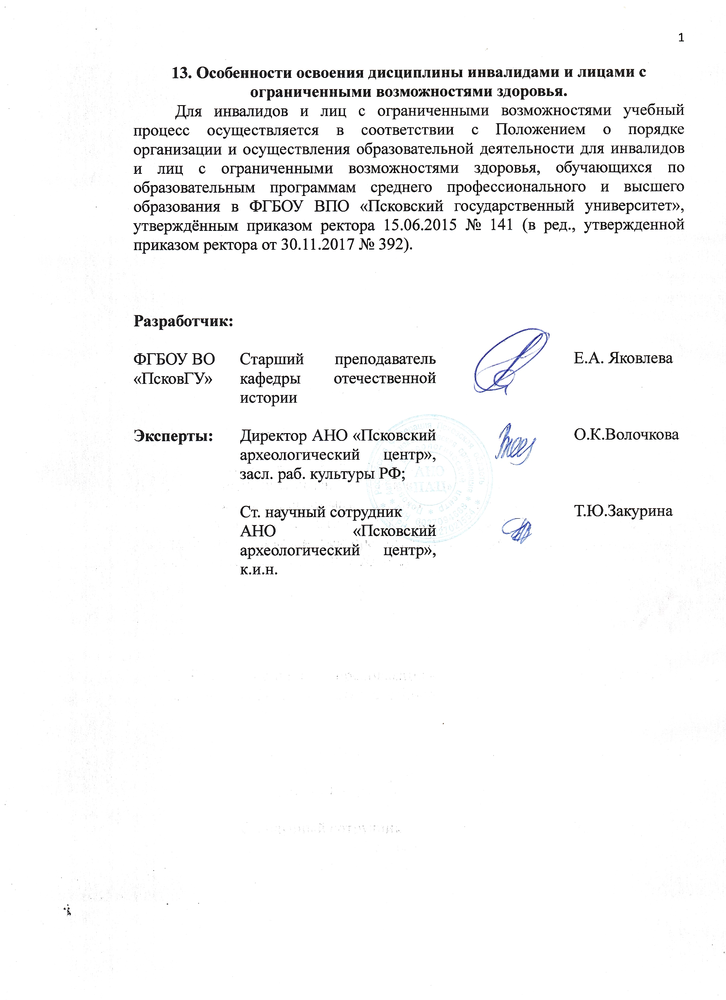 1
13. Особенности освоения дисциплины инвалидами и лицами с
ограниченными возможностями здоровья.
Для инвалидов и лиц с ограниченными возможностями учебный
процесс осуществляется в соответствии с Положением о порядке
организации и осуществления образовательной деятельности для инвалидов
и лиц с ограниченными возможностями здоровья, обучающихся по
образовательным программам среднего профессионального и высшего
образования в ФГБОУ ВПО «Псковский государственный университет»,
утверждённым приказом ректора 15.06.2015 № 141 (в ред., утвержденной
приказом ректора от 30.11.2017 № 392).
Разработчик:
ФГБОУ ВО Старший преподаватель Е.А. Яковлева
«ПсковГУ» кафедры отечественной
истории
Эксперты: Директор АНО «Псковский О.К.Волочкова
археологический центр»,
засл. раб. культуры РФ;
АНО
ПАЦ
Ст. научный сотрудник Т.Ю.Закурина
АНО «Псковский
археологический центр»,
к.и.н.